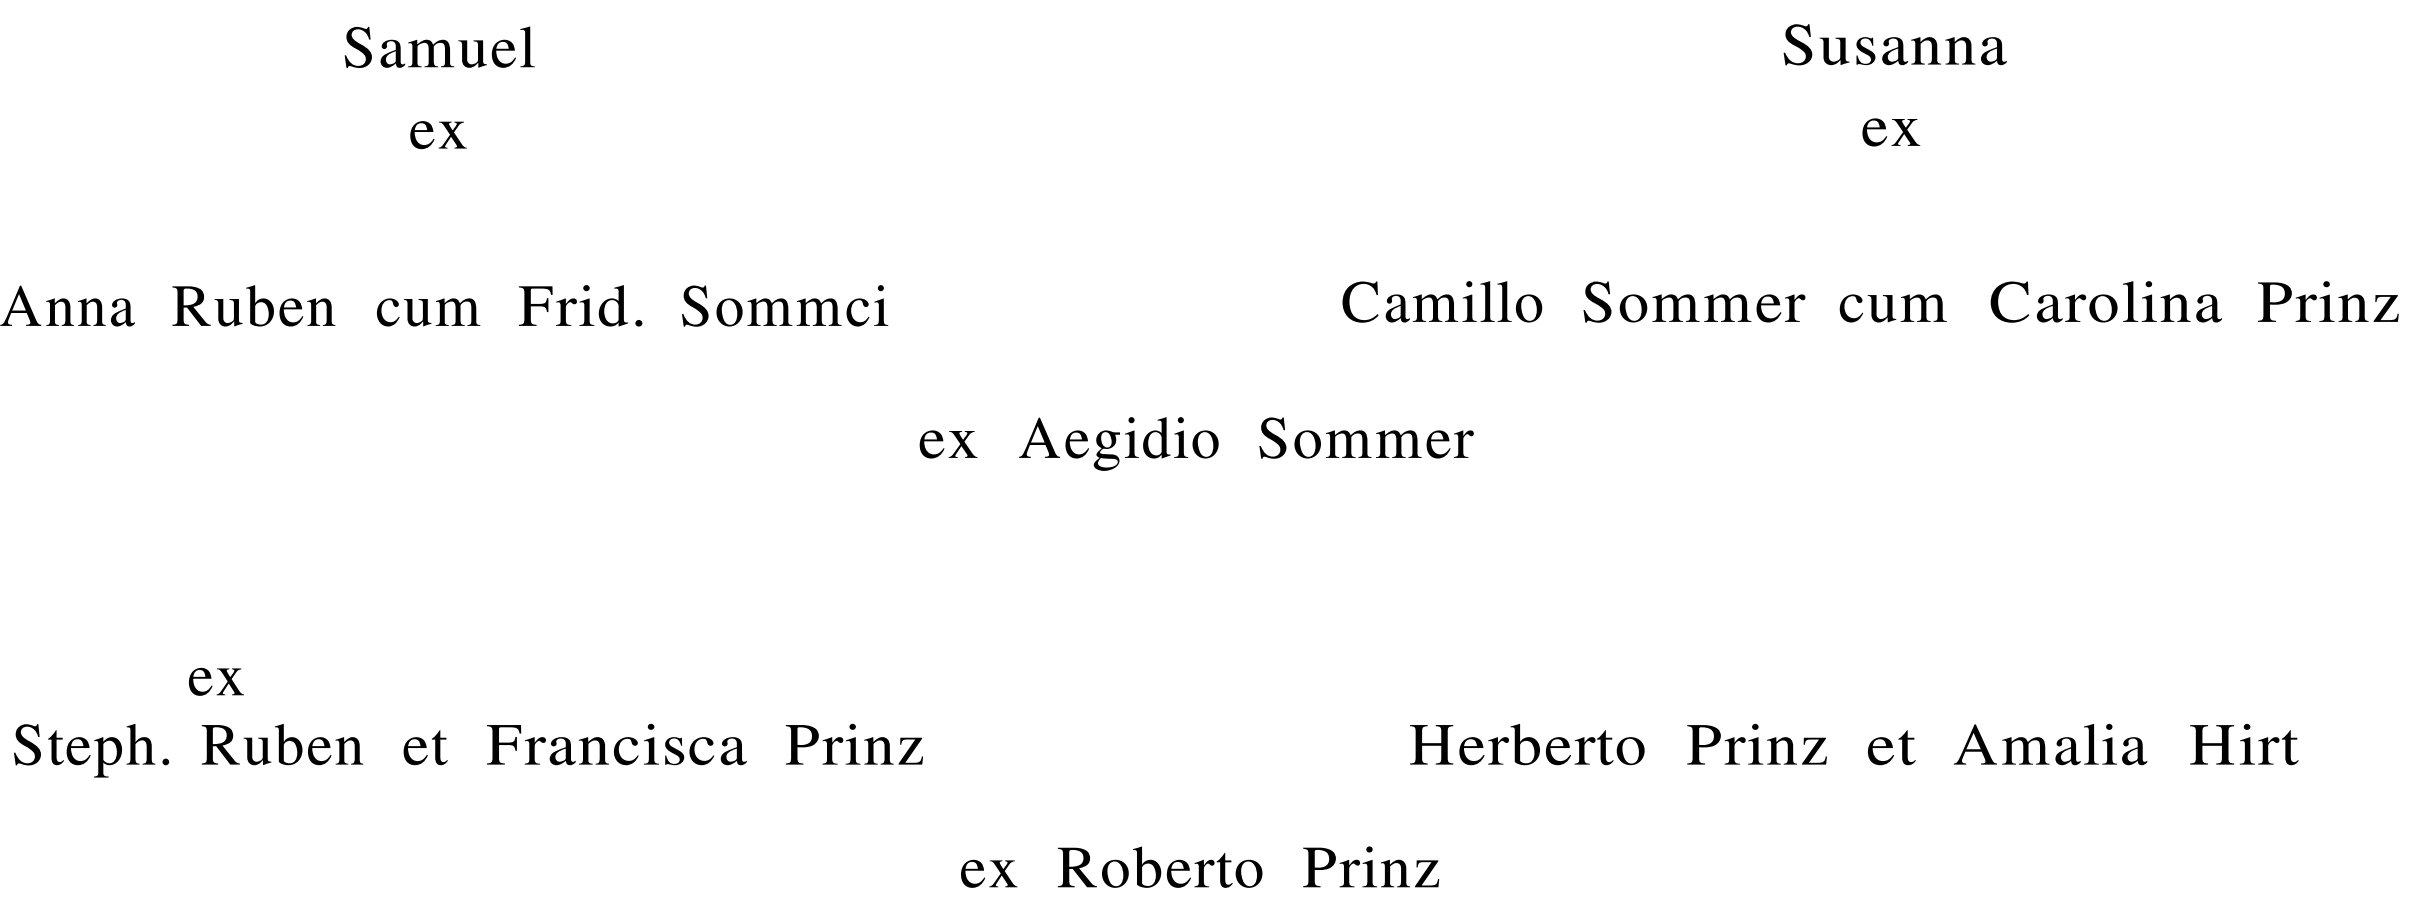 Samuel Susanna
ex ex
Anna Ruben cum Frid. Sommci Camillo Sommer cum Carolina Prinz
ex Aegidio Sommer
ex
Steph. Ruben et Francisca Prinz Herberto Prinz et Amalia Hirt
ex Roberto Prinz